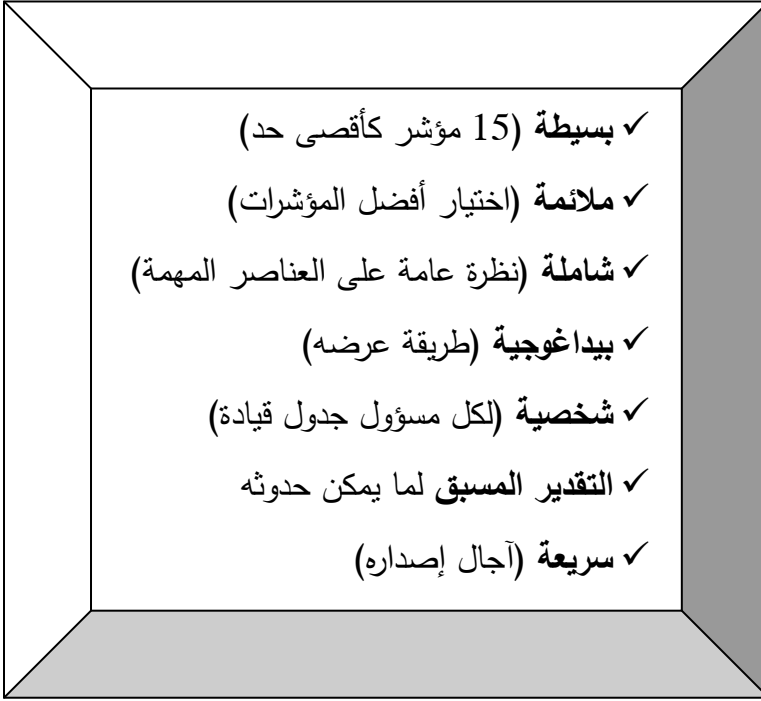 ✓ بسيطة (15 مؤشر كأقصى حد)
✓ ملائمة (اختيار أفضل المؤشرات)
✓ شاملة (نظرة عامة على العناصر المهمة)
✓ بيداغوجية (طريقة عرضه)
✓ شخصية (لكل مسؤول جدول قيادة)
✓ التقدير المسبق لما يمكن حدوثه
✓ سريعة (آجال إصداره)